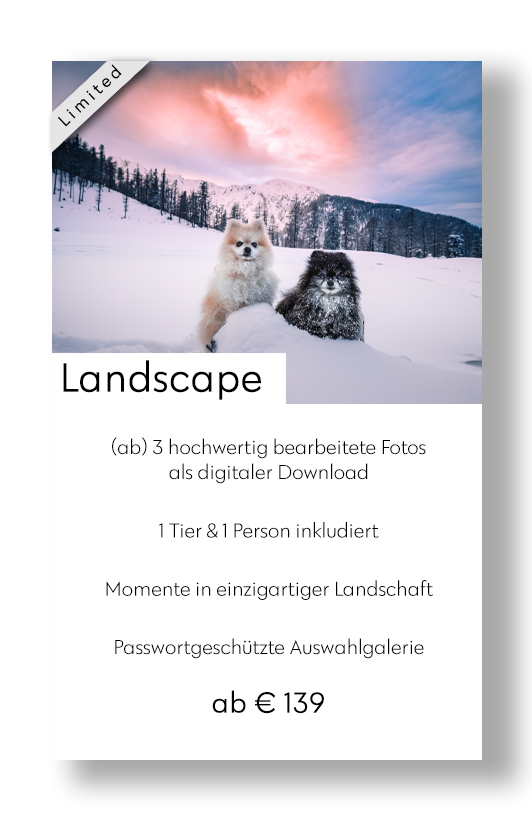 Limited
Landscape
(ab) 3 hochwertig bearbeitete Fotos
als digitaler Download
1 Tier & 1 Person inkludiert
Momente in einzigartiger Landschaft
Passwortgeschützte Auswahlgalerie
ab € 139